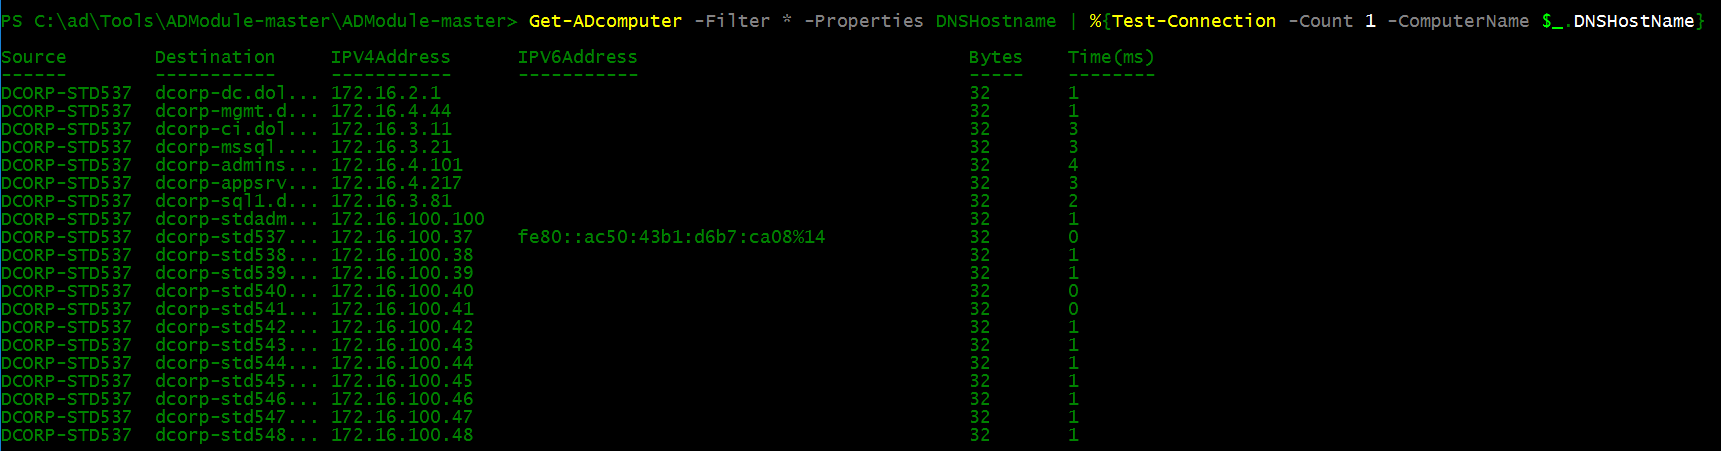 PS C:\ad\Tools\ADModule-master\ADModule-master> Get-ADcomputer -Filter * -Properties DNSHostname | %{Test-Connection -Count 1 -ComputerName $_.DNSHostName}
Source Destination IPV4Address IPV6Address Bytes Time(ms)
------ ----------- ----------- ----------- ----- --------
DCORP-STD537 dcorp-dc.dol... 172.16.2.1 32 1
DCORP-STD537 dcorp-mgmt.d... 172.16.4.44 32 1
DCORP-STD537 dcorp-ci.dol... 172.16.3.11 32 3
DCORP-STD537 dcorp-mssql.... 172.16.3.21 32 3
DCORP-STD537 dcorp-admins... 172.16.4.101 32 4
DCORP-STD537 dcorp-appsrv... 172.16.4.217 32 3
DCORP-STD537 dcorp-sql1.d... 172.16.3.81 32 2
DCORP-STD537 dcorp-stdadm... 172.16.100.100 32 1
DCORP-STD537 dcorp-std537... 172.16.100.37 fe80::ac50:43b1:d6b7:ca08%14 32 0
DCORP-STD537 dcorp-std538... 172.16.100.38 32 1
DCORP-STD537 dcorp-std539... 172.16.100.39 32 1
DCORP-STD537 dcorp-std540... 172.16.100.40 32 0
DCORP-STD537 dcorp-std541... 172.16.100.41 32 0
DCORP-STD537 dcorp-std542... 172.16.100.42 32 1
DCORP-STD537 dcorp-std543... 172.16.100.43 32 1
DCORP-STD537 dcorp-std544... 172.16.100.44 32 1
DCORP-STD537 dcorp-std545... 172.16.100.45 32 1
DCORP-STD537 dcorp-std546... 172.16.100.46 32 1
DCORP-STD537 dcorp-std547... 172.16.100.47 32 1
DCORP-STD537 dcorp-std548... 172.16.100.48 32 1